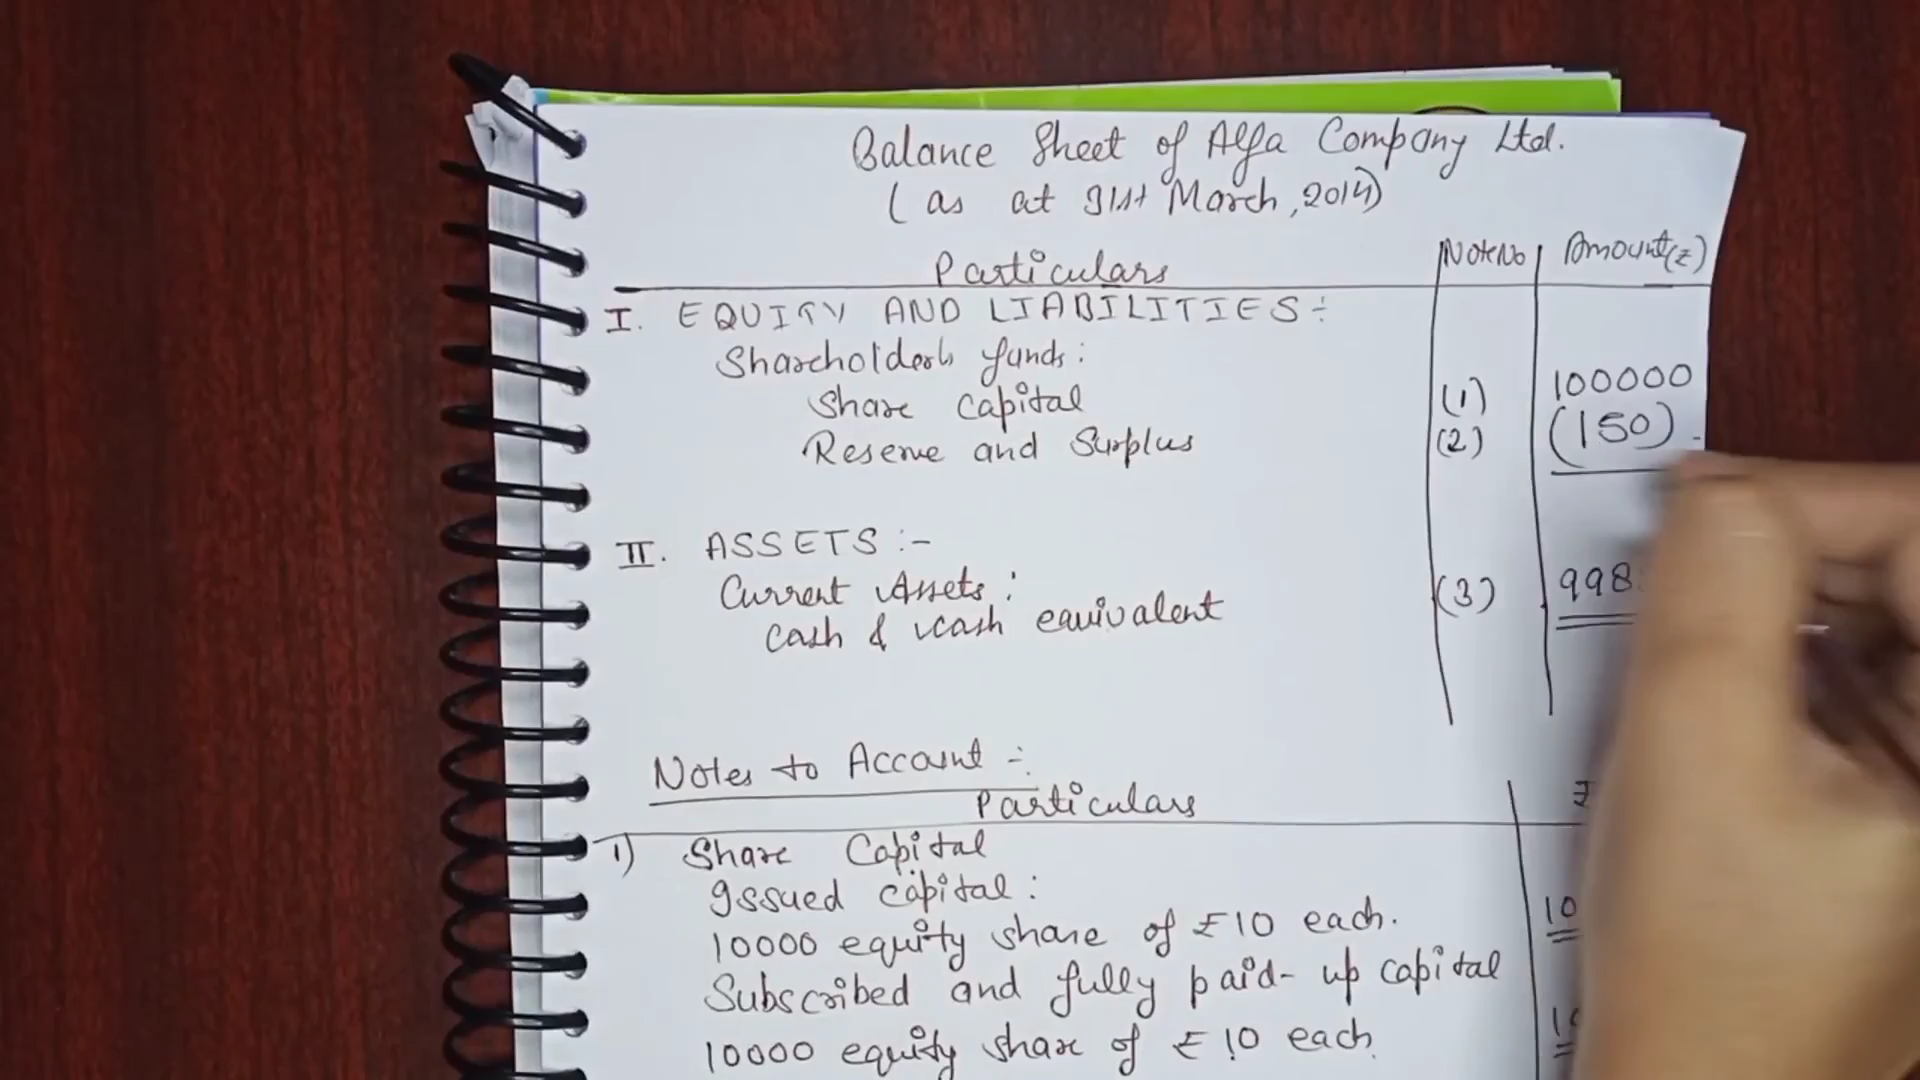 Balance Sheet of Alfa Company Ltd.
(as at 31st March, 2014)
Particulars Note No Amount(₹)
I. EQUITY AND LIABILITIES:-
Shareholder's funds:
Share Capital (1) 100000
Reserve and Surplus (2) (150)
II. ASSETS :-
Current Assets:
Cash & cash equivalent (3) 998
Notes to Account :-
Particulars ₹
1) Share Capital
Issued capital:
10000 equity share of ₹10 each. 10
Subscribed and fully paid-up capital
10000 equity share of ₹10 each.